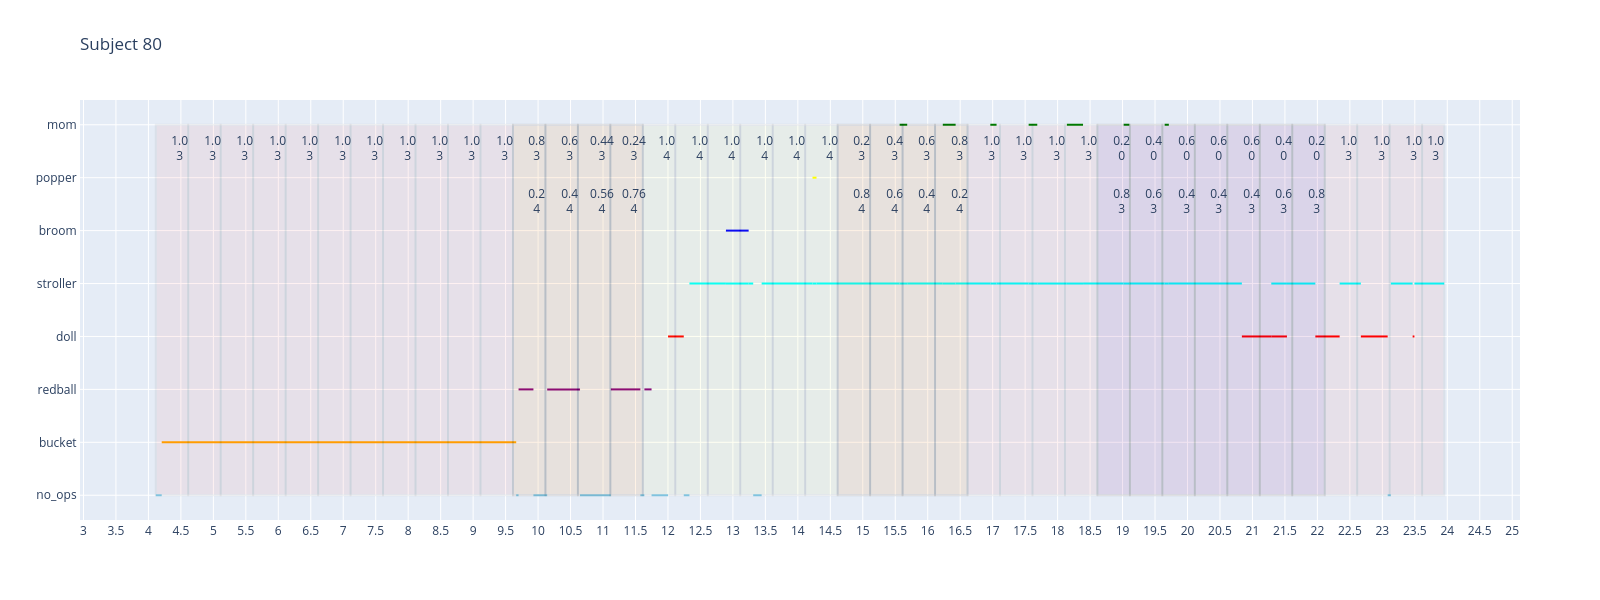 Subject 80
mom
1.0 1.0 1.0 1.0 1.0 1.0 1.0 1.0 1.0 1.0 1.0 0.8 0.6 0.44 0.24 1.0 1.0 1.0 1.0 1.0 1.0 0.2 0.4 0.6 0.8 1.0 1.0 1.0 1.0 0.2 0.4 0.6 0.6 0.6 0.4 0.2 1.0 1.0 1.0 1.0
3 3 3 3 3 3 3 3 3 3 3 3 3 3 3 4 4 4 4 4 4 3 3 3 3 3 3 3 3 0 0 0 0 0 0 0 3 3 3 3
popper
0.2 0.4 0.56 0.76 0.8 0.6 0.4 0.2 0.8 0.6 0.4 0.4 0.4 0.6 0.8
4 4 4 4 4 4 4 4 3 3 3 3 3 3 3
broom
stroller
doll
redball
bucket
no_ops
3 3.5 4 4.5 5 5.5 6 6.5 7 7.5 8 8.5 9 9.5 10 10.5 11 11.5 12 12.5 13 13.5 14 14.5 15 15.5 16 16.5 17 17.5 18 18.5 19 19.5 20 20.5 21 21.5 22 22.5 23 23.5 24 24.5 25